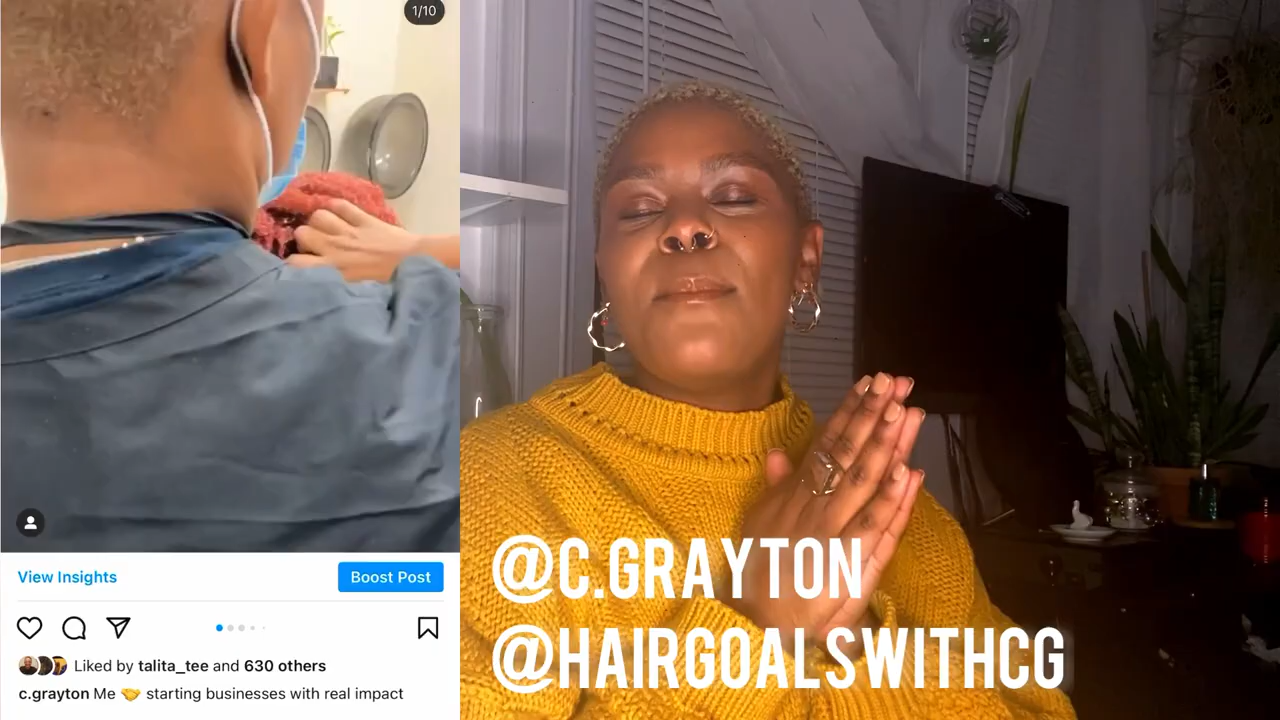 1/10
View Insights
Boost Post
Liked by talita_tee and 630 others
c.grayton Me 🤝 starting businesses with real impact
@C.GRAYTON
@HAIRGOALSWITHCG